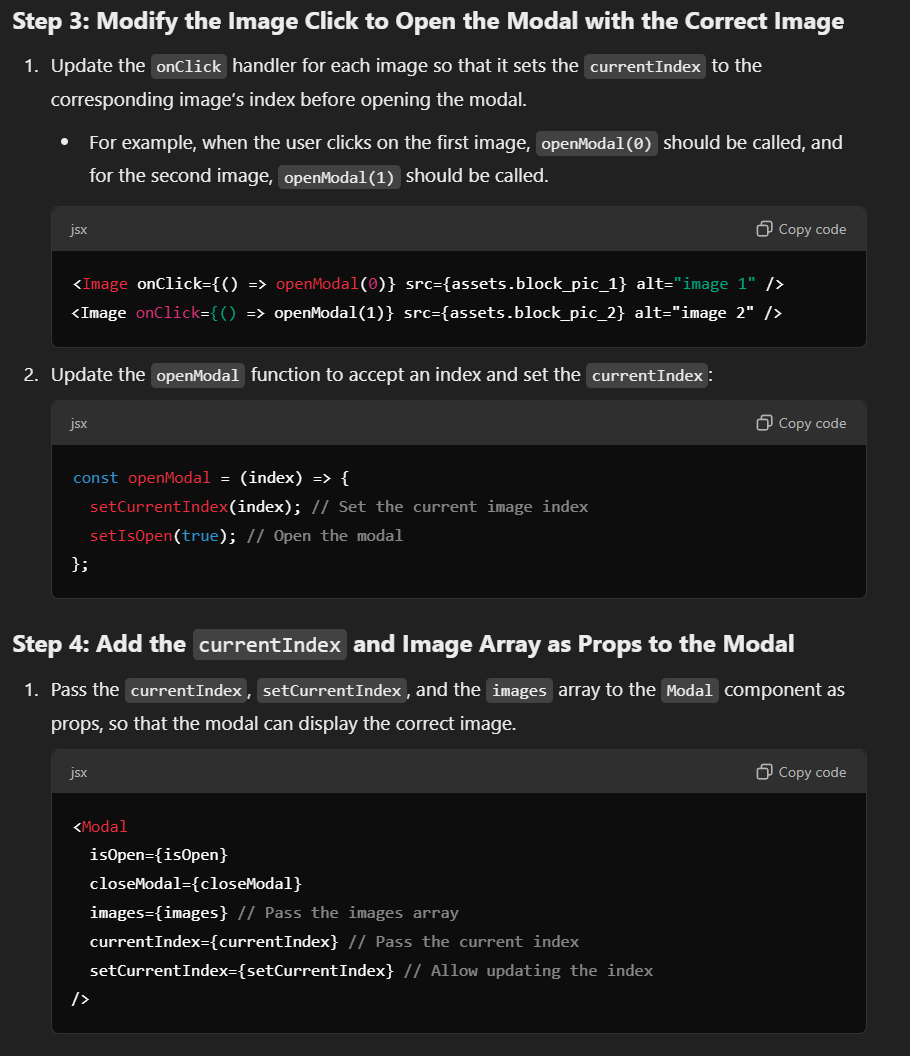 Step 3: Modify the Image Click to Open the Modal with the Correct Image
1. Update the onClick handler for each image so that it sets the currentIndex to the
corresponding image's index before opening the modal.
• For example, when the user clicks on the first image, openModal(0) should be called, and
for the second image, openModal(1) should be called.
jsx Copy code
<Image onClick={() => openModal(0)} src={assets.block_pic_1} alt="image 1" />
<Image onClick={() => openModal(1)} src={assets.block_pic_2} alt="image 2" />
2. Update the openModal function to accept an index and set the currentIndex:
jsx Copy code
const openModal = (index) => {
  setCurrentIndex(index); // Set the current image index
  setIsOpen(true); // Open the modal
};
Step 4: Add the currentIndex and Image Array as Props to the Modal
1. Pass the currentIndex, setCurrentIndex, and the images array to the Modal component as
props, so that the modal can display the correct image.
jsx Copy code
<Modal
  isOpen={isOpen}
  closeModal={closeModal}
  images={images} // Pass the images array
  currentIndex={currentIndex} // Pass the current index
  setCurrentIndex={setCurrentIndex} // Allow updating the index
/>